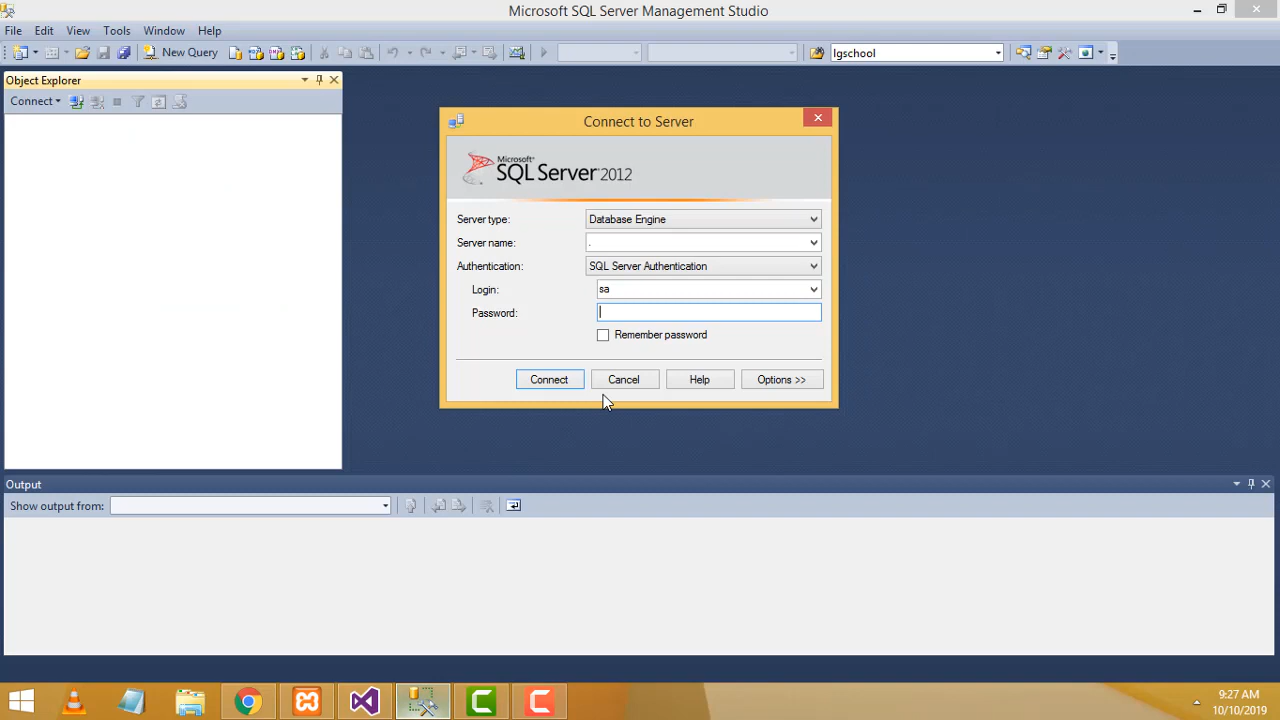 Microsoft SQL Server Management Studio
File Edit View Tools Window Help
New Query lgschool
Object Explorer
Connect
Connect to Server
Microsoft®
SQL Server® 2012
Server type: Database Engine
Server name: .
Authentication: SQL Server Authentication
Login: sa
Password:
Remember password
Connect Cancel Help Options >>
Output
Show output from:
9:27 AM
10/10/2019